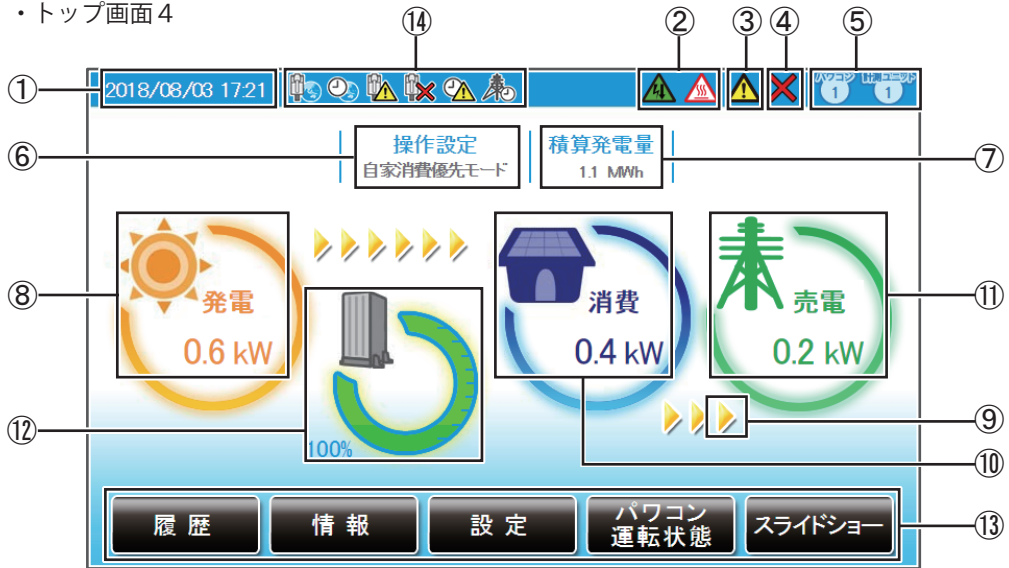 ・トップ画面４
⑭
②
③
④
⑤
①
2018/08/03 17:21
パワコン
1
計測ユニット
1
⑥
操作設定
自家消費優先モード
積算発電量
1.1 MWh
⑦
⑧
発電
0.6 kW
消費
0.4 kW
売電
0.2 kW
⑪
⑫
100%
⑨
⑩
履 歴
情 報
設 定
パワコン
運転状態
スライドショー
⑬